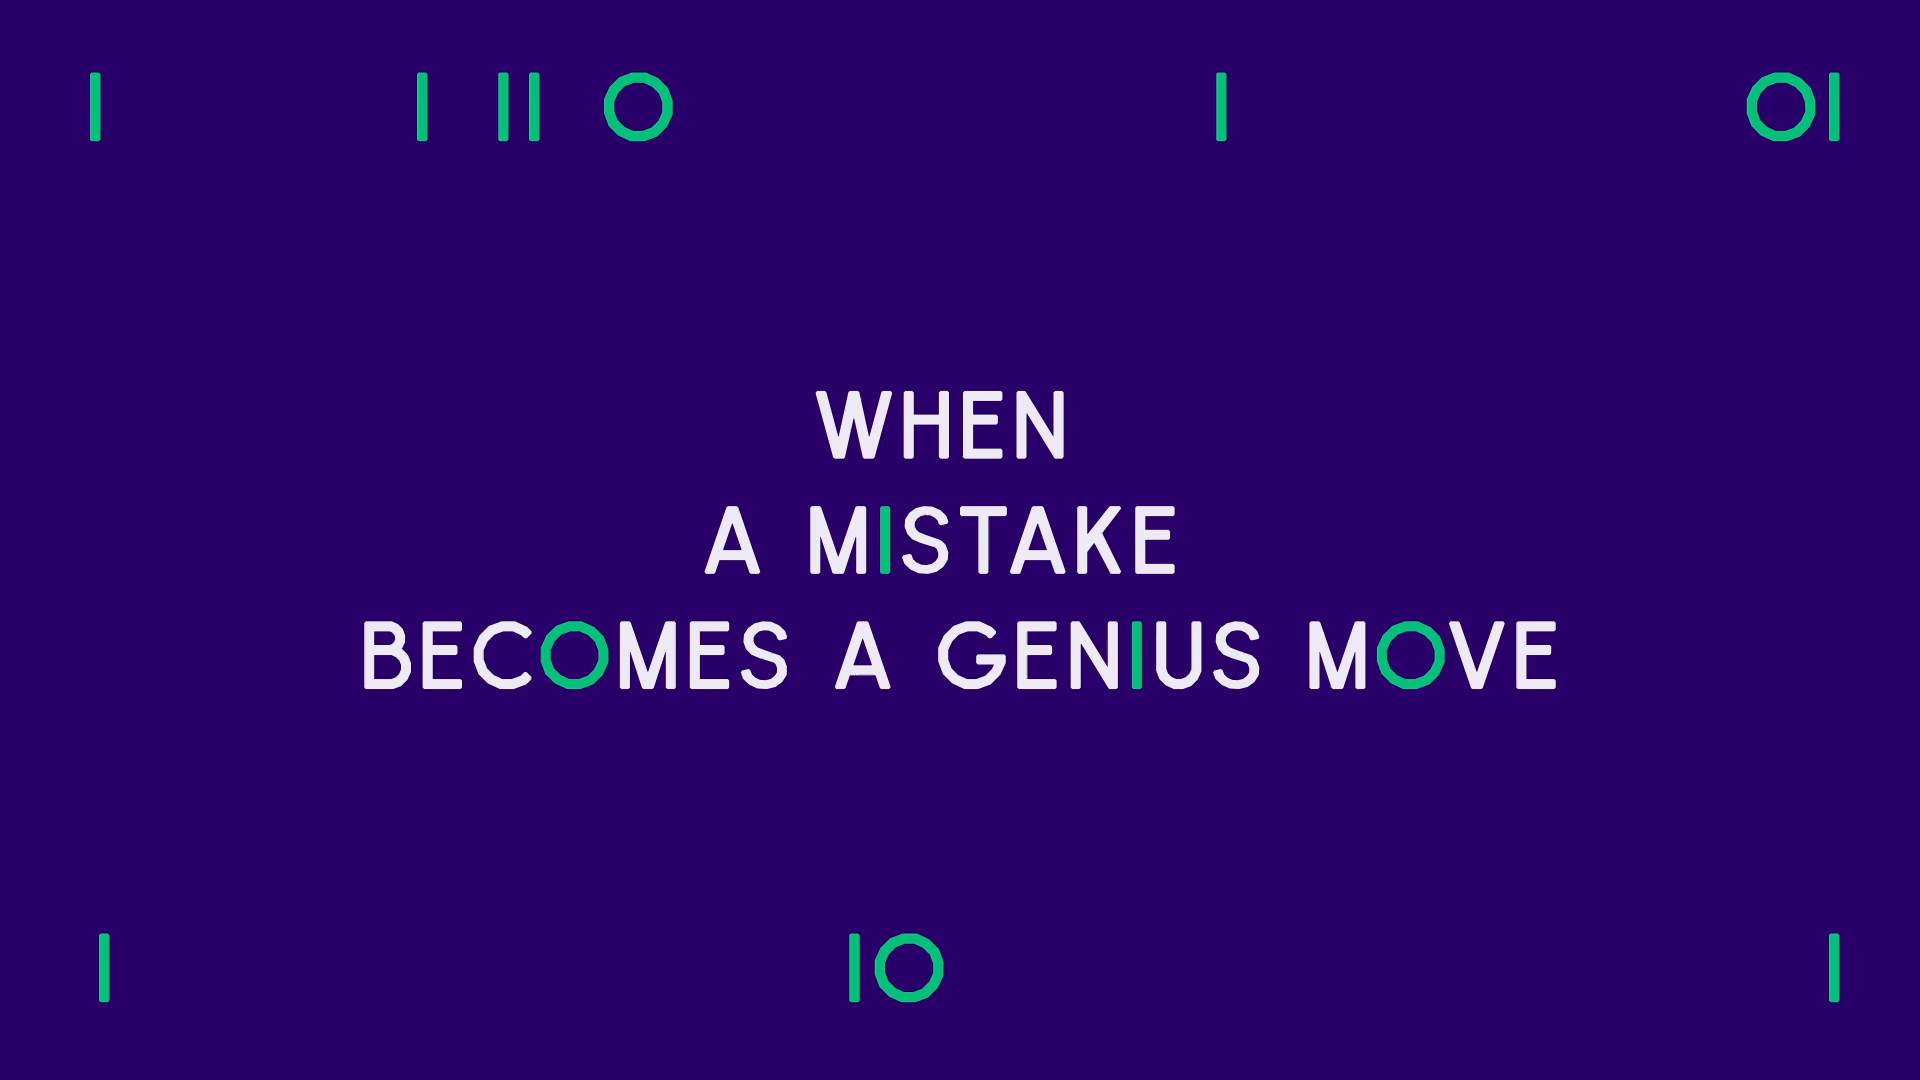 I I I I O I O I
WHEN
A MISTAKE
BECOMES A GENIUS MOVE
I I O I